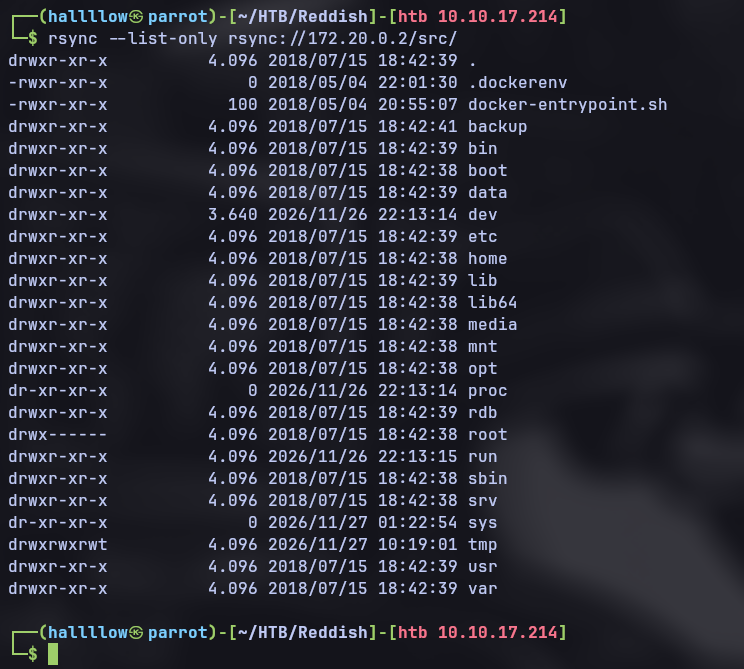 ┌──(hallllow㉿parrot)-[~/HTB/Reddish]-[htb 10.10.17.214]
└─$ rsync --list-only rsync://172.20.0.2/src/
drwxr-xr-x          4.096 2018/07/15 18:42:39 .
-rwxr-xr-x              0 2018/05/04 22:01:30 .dockerenv
-rwxr-xr-x            100 2018/05/04 20:55:07 docker-entrypoint.sh
drwxr-xr-x          4.096 2018/07/15 18:42:41 backup
drwxr-xr-x          4.096 2018/07/15 18:42:39 bin
drwxr-xr-x          4.096 2018/07/15 18:42:38 boot
drwxr-xr-x          4.096 2018/07/15 18:42:39 data
drwxr-xr-x          3.640 2026/11/26 22:13:14 dev
drwxr-xr-x          4.096 2018/07/15 18:42:39 etc
drwxr-xr-x          4.096 2018/07/15 18:42:38 home
drwxr-xr-x          4.096 2018/07/15 18:42:39 lib
drwxr-xr-x          4.096 2018/07/15 18:42:38 lib64
drwxr-xr-x          4.096 2018/07/15 18:42:38 media
drwxr-xr-x          4.096 2018/07/15 18:42:38 mnt
drwxr-xr-x          4.096 2018/07/15 18:42:38 opt
dr-xr-xr-x              0 2026/11/26 22:13:14 proc
drwxr-xr-x          4.096 2018/07/15 18:42:39 rdb
drwx------          4.096 2018/07/15 18:42:38 root
drwxr-xr-x          4.096 2026/11/26 22:13:15 run
drwxr-xr-x          4.096 2018/07/15 18:42:38 sbin
drwxr-xr-x          4.096 2018/07/15 18:42:38 srv
dr-xr-xr-x              0 2026/11/27 01:22:54 sys
drwxrwxrwt          4.096 2026/11/27 10:19:01 tmp
drwxr-xr-x          4.096 2018/07/15 18:42:39 usr
drwxr-xr-x          4.096 2018/07/15 18:42:39 var
┌──(hallllow㉿parrot)-[~/HTB/Reddish]-[htb 10.10.17.214]
└─$